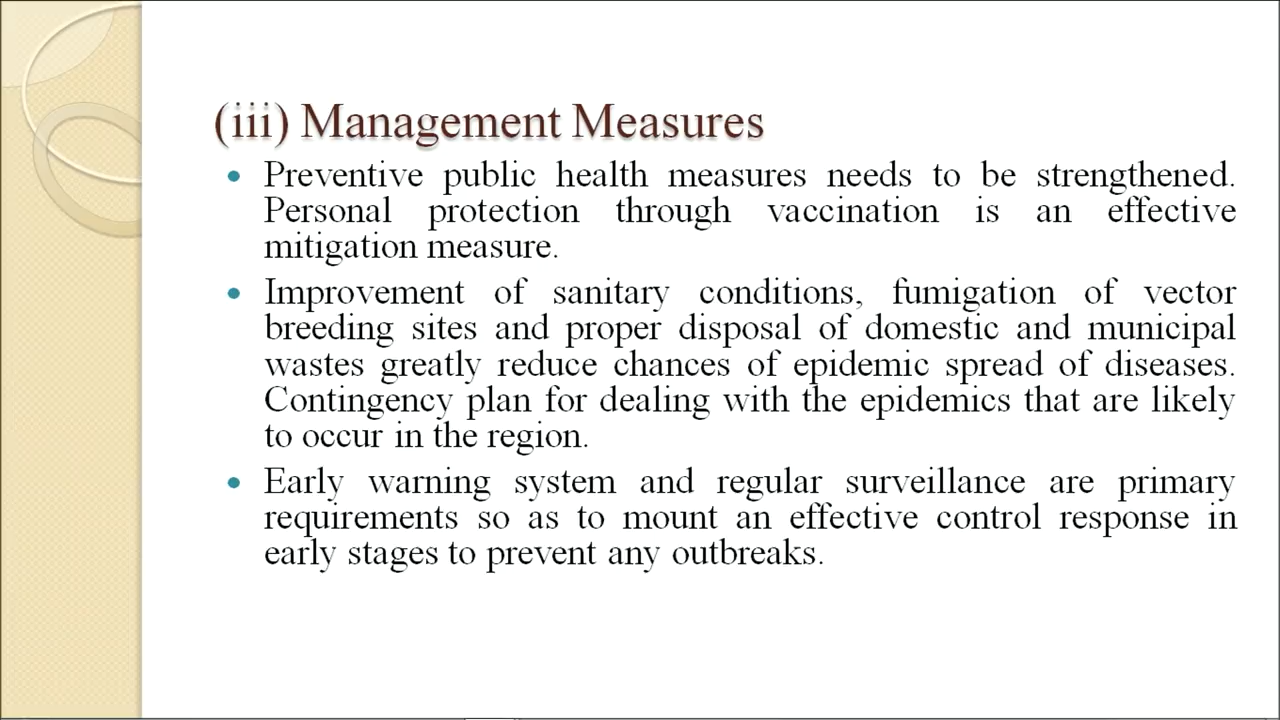 (iii) Management Measures
• Preventive public health measures needs to be strengthened.
Personal protection through vaccination is an effective
mitigation measure.
• Improvement of sanitary conditions, fumigation of vector
breeding sites and proper disposal of domestic and municipal
wastes greatly reduce chances of epidemic spread of diseases.
Contingency plan for dealing with the epidemics that are likely
to occur in the region.
• Early warning system and regular surveillance are primary
requirements so as to mount an effective control response in
early stages to prevent any outbreaks.